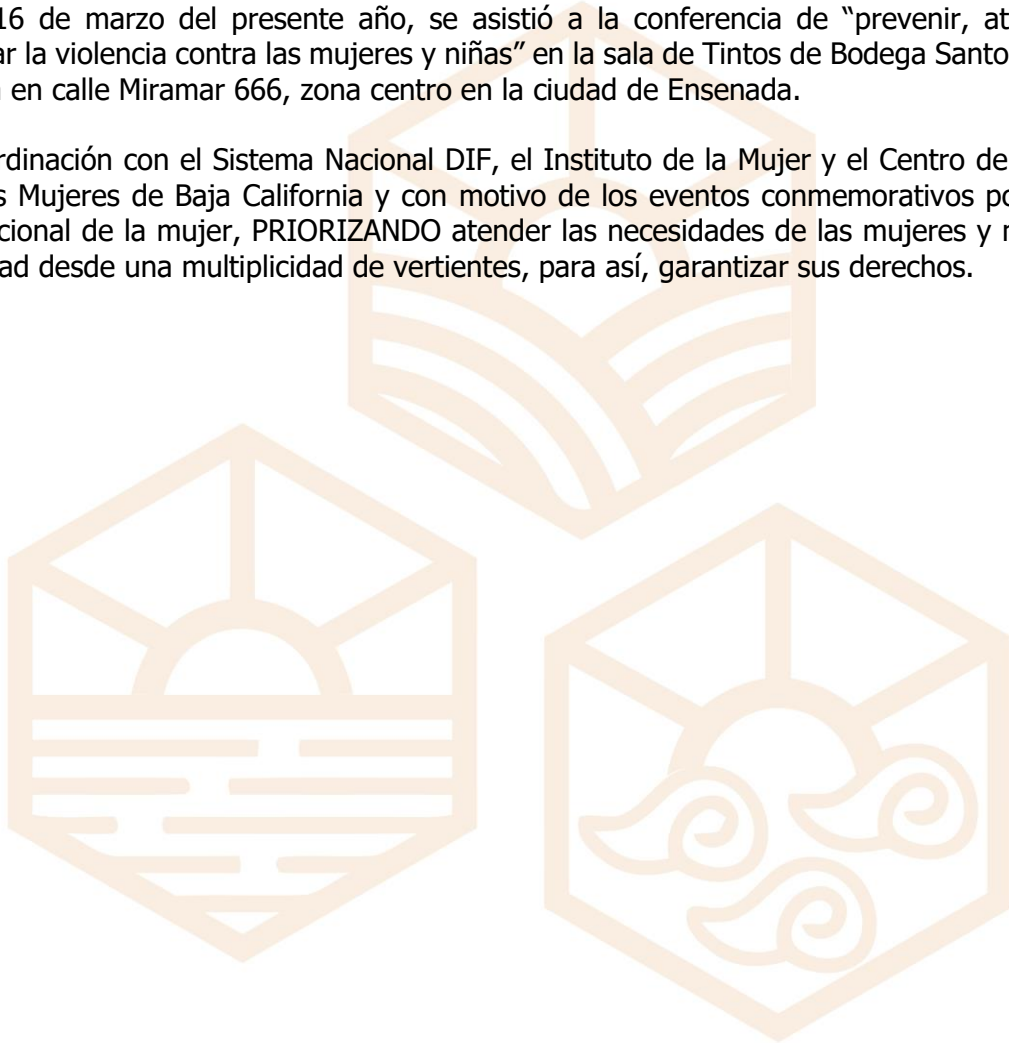 16 de marzo del presente año, se asistió a la conferencia de “prevenir, at
ar la violencia contra las mujeres y niñas” en la sala de Tintos de Bodega Santo
en calle Miramar 666, zona centro en la ciudad de Ensenada.
rdinación con el Sistema Nacional DIF, el Instituto de la Mujer y el Centro de
s Mujeres de Baja California y con motivo de los eventos conmemorativos po
cional de la mujer, PRIORIZANDO atender las necesidades de las mujeres y
ad desde una multiplicidad de vertientes, para así, garantizar sus derechos.